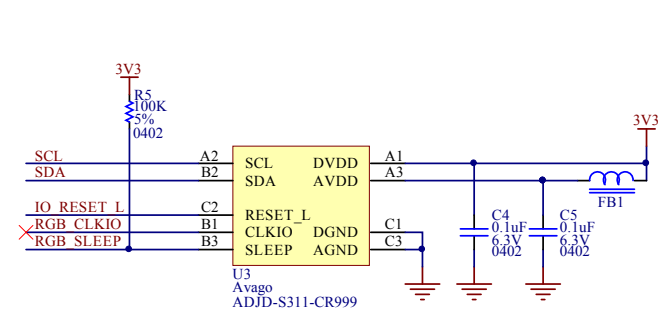 3V3
R5
100K
5%
0402
3V3
SCL A2 SCL DVDD A1
SDA B2 SDA AVDD A3
FB1
IO_RESET_L C2 RESET_L
RGB_CLKIO B1 CLKIO DGND C1
RGB_SLEEP B3 SLEEP AGND C3
C4
0.1uF
6.3V
0402
C5
0.1uF
6.3V
0402
U3
Avago
ADJD-S311-CR999